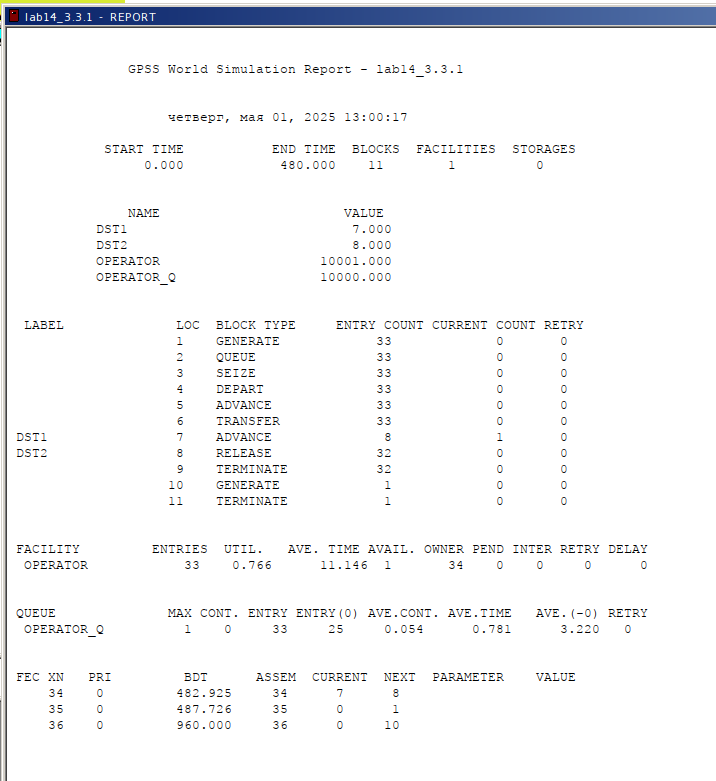 lab14_3.3.1 - REPORT
GPSS World Simulation Report - lab14_3.3.1
четверг, мая 01, 2025 13:00:17
START TIME END TIME BLOCKS FACILITIES STORAGES
0.000 480.000 11 1 0
NAME VALUE
DST1 7.000
DST2 8.000
OPERATOR 10001.000
OPERATOR_Q 10000.000
LABEL LOC BLOCK TYPE ENTRY COUNT CURRENT COUNT RETRY
1 GENERATE 33 0 0
2 QUEUE 33 0 0
3 SEIZE 33 0 0
4 DEPART 33 0 0
5 ADVANCE 33 0 0
6 TRANSFER 33 0 0
DST1 7 ADVANCE 8 1 0
DST2 8 RELEASE 32 0 0
9 TERMINATE 32 0 0
10 GENERATE 1 0 0
11 TERMINATE 1 0 0
FACILITY ENTRIES UTIL. AVE. TIME AVAIL. OWNER PEND INTER RETRY DELAY
OPERATOR 33 0.766 11.146 1 34 0 0 0 0
QUEUE MAX CONT. ENTRY ENTRY(0) AVE.CONT. AVE.TIME AVE.(-0) RETRY
OPERATOR_Q 1 0 33 25 0.054 0.781 3.220 0
FEC XN PRI BDT ASSEM CURRENT NEXT PARAMETER VALUE
34 0 482.925 34 7 8
35 0 487.726 35 0 1
36 0 960.000 36 0 10